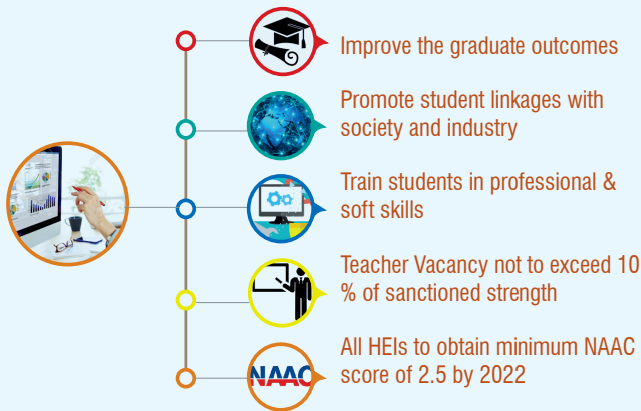 Improve the graduate outcomes
Promote student linkages with
society and industry
Train students in professional &
soft skills
Teacher Vacancy not to exceed 10
% of sanctioned strength
NAAC
All HEIs to obtain minimum NAAC
score of 2.5 by 2022